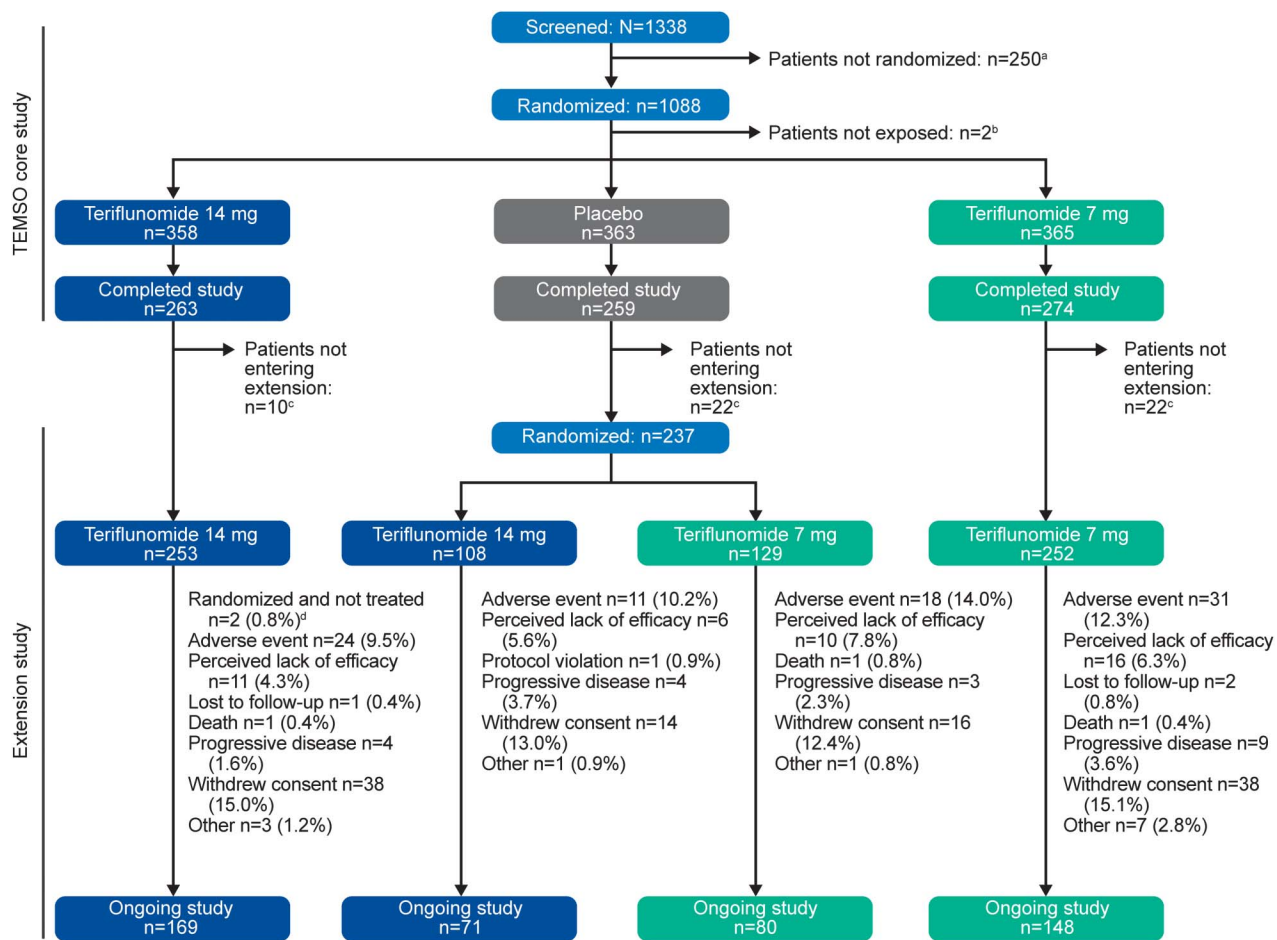 TEMSO core study
Screened: N=1338
Patients not randomized: n=250ᵃ
Randomized: n=1088
Patients not exposed: n=2ᵇ
Teriflunomide 14 mg
n=358
Placebo
n=363
Teriflunomide 7 mg
n=365
Completed study
n=263
Completed study
n=259
Completed study
n=274
Patients not
entering
extension:
n=10ᶜ
Patients not
entering
extension:
n=22ᶜ
Patients not
entering
extension:
n=22ᶜ
Extension study
Randomized: n=237
Teriflunomide 14 mg
n=253
Teriflunomide 14 mg
n=108
Teriflunomide 7 mg
n=129
Teriflunomide 7 mg
n=252
Randomized and not treated
n=2 (0.8%)ᵈ
Adverse event n=24 (9.5%)
Perceived lack of efficacy
n=11 (4.3%)
Lost to follow-up n=1 (0.4%)
Death n=1 (0.4%)
Progressive disease n=4
(1.6%)
Withdrew consent n=38
(15.0%)
Other n=3 (1.2%)
Adverse event n=11 (10.2%)
Perceived lack of efficacy n=6
(5.6%)
Protocol violation n=1 (0.9%)
Progressive disease n=4
(3.7%)
Withdrew consent n=14
(13.0%)
Other n=1 (0.9%)
Adverse event n=18 (14.0%)
Perceived lack of efficacy
n=10 (7.8%)
Death n=1 (0.8%)
Progressive disease n=3
(2.3%)
Withdrew consent n=16
(12.4%)
Other n=1 (0.8%)
Adverse event n=31
(12.3%)
Perceived lack of efficacy
n=16 (6.3%)
Lost to follow-up n=2
(0.8%)
Death n=1 (0.4%)
Progressive disease n=9
(3.6%)
Withdrew consent n=38
(15.1%)
Other n=7 (2.8%)
Ongoing study
n=169
Ongoing study
n=71
Ongoing study
n=80
Ongoing study
n=148